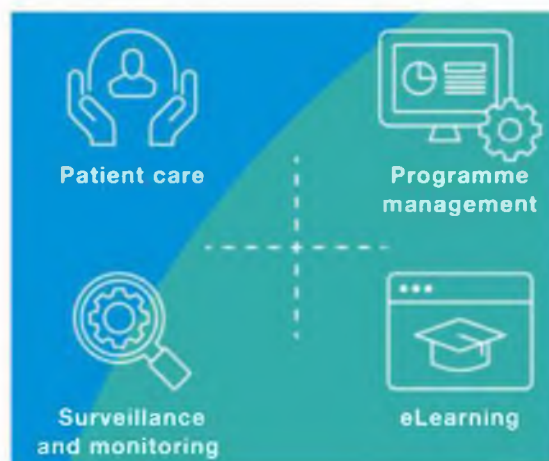 Patient care
Programme
management
Surveillance
and monitoring
eLearning